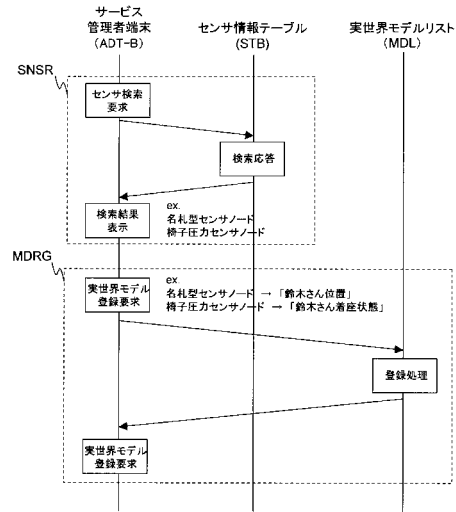 サービス
管理者端末
(ADT-B)
センサ情報テーブル
(STB)
実世界モデルリスト
(MDL)
SNSR
センサ検索
要求
検索応答
検索結果
表示
ex.
名札型センサノード
椅子圧力センサノード
MDRG
実世界モデル
登録要求
ex.
名札型センサノード → 「鈴木さん位置」
椅子圧力センサノード → 「鈴木さん着座状態」
登録処理
実世界モデル
登録要求